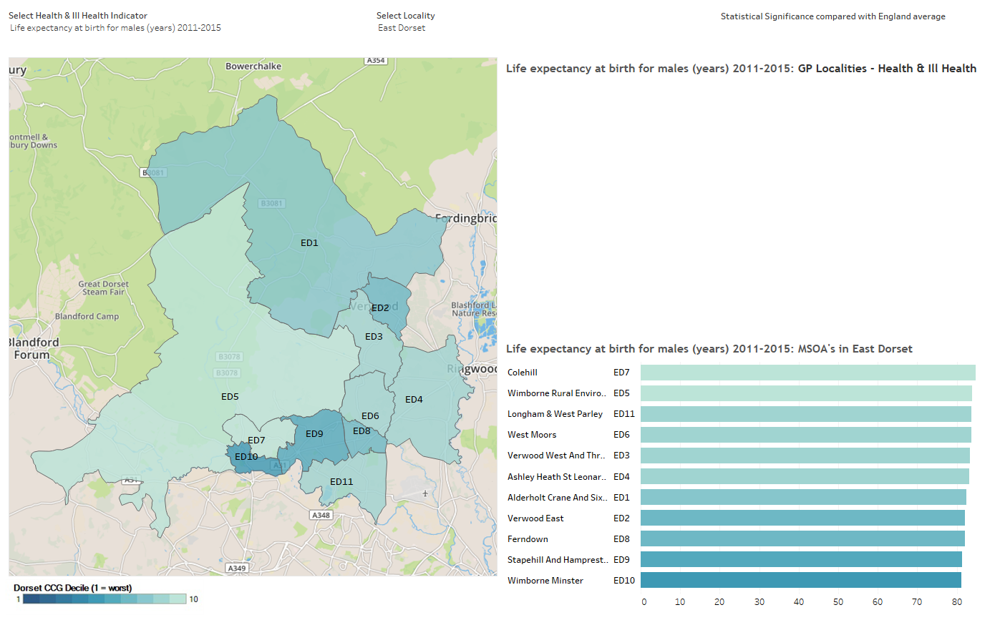 Select Health & Ill Health Indicator
Life expectancy at birth for males (years) 2011-2015
Select Locality
East Dorset
Statistical Significance compared with England average
ury
Bowerchalke
A354
ontmell &
lbury Downs
B3081
B3081
Fordingbrid
ED1
Great Dorset
Steam Fair
Blandford Camp
Verwood
ED2
Blashford L
Nature Rese
ED3
Blandford
Forum
B3078
B3078
Ringwood
ED5
ED4
ED6
ED7
ED9
ED8
ED10
A31
A31
ED11
A348
A349
Dorset CCG Decile (1 = worst)
1
10
Life expectancy at birth for males (years) 2011-2015: GP Localities - Health & Ill Health
Life expectancy at birth for males (years) 2011-2015: MSOA's in East Dorset
Colehill ED7
Wimborne Rural Enviro.. ED5
Longham & West Parley ED11
West Moors ED6
Verwood West And Thr.. ED3
Ashley Heath St Leonar.. ED4
Alderholt Crane And Six.. ED1
Verwood East ED2
Ferndown ED8
Stapehill And Hamprest.. ED9
Wimborne Minster ED10
0 10 20 30 40 50 60 70 80